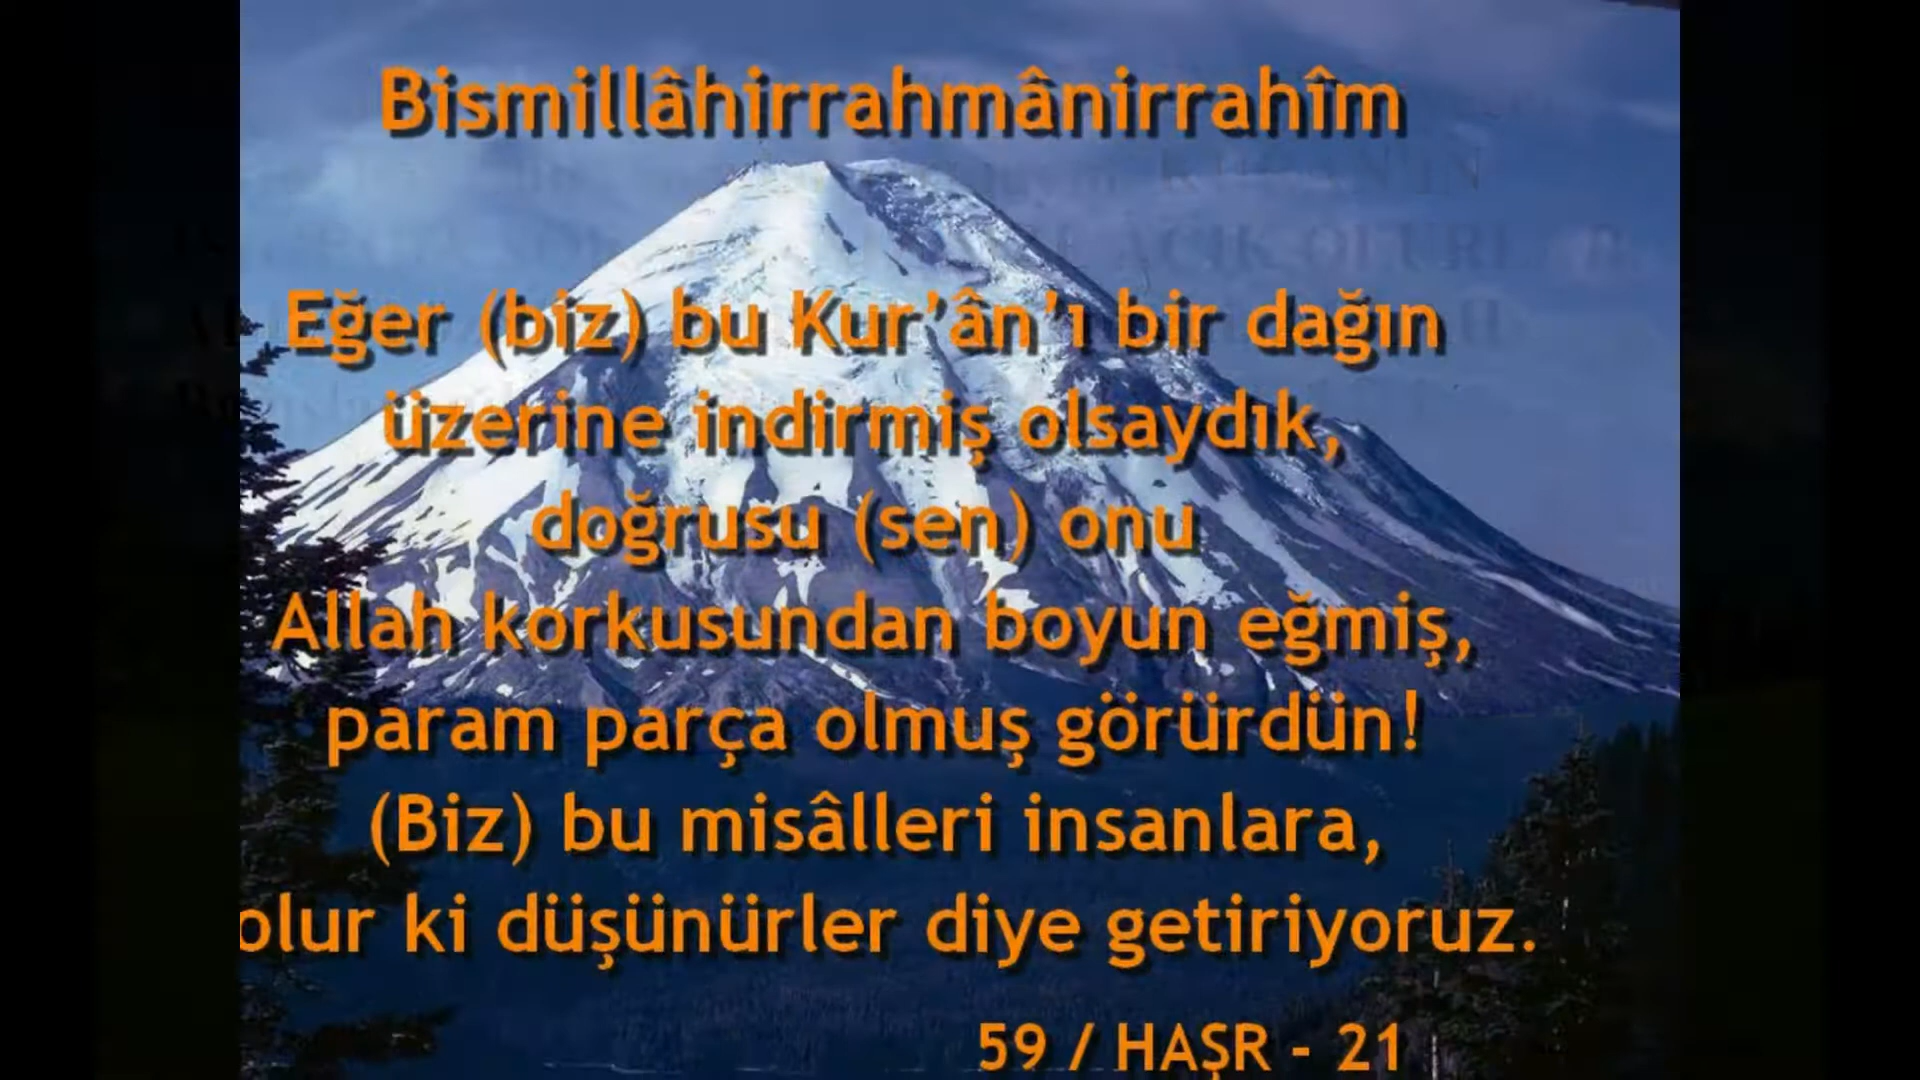 Bismillâhirrahmânirrahîm
Eğer (biz) bu Kur’ân’ı bir dağın
üzerine indirmiş olsaydık,
doğrusu (sen) onu
Allah korkusundan boyun eğmiş,
param parça olmuş görürdün!
(Biz) bu misâlleri insanlara,
olur ki düşünürler diye getiriyoruz.
59 / HAŞR - 21